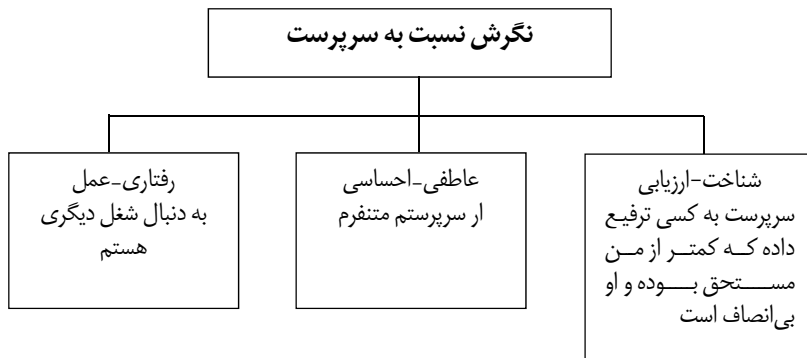 نگرش نسبت به سرپرست
شناخت-ارزیابی
سرپرست به کسی ترفیع
داده که کمتر از من
مستحق بوده و او
بی‌انصاف است
عاطفی-احساسی
ار سرپرستم متنفرم
رفتاری-عمل
به دنبال شغل دیگری
هستم